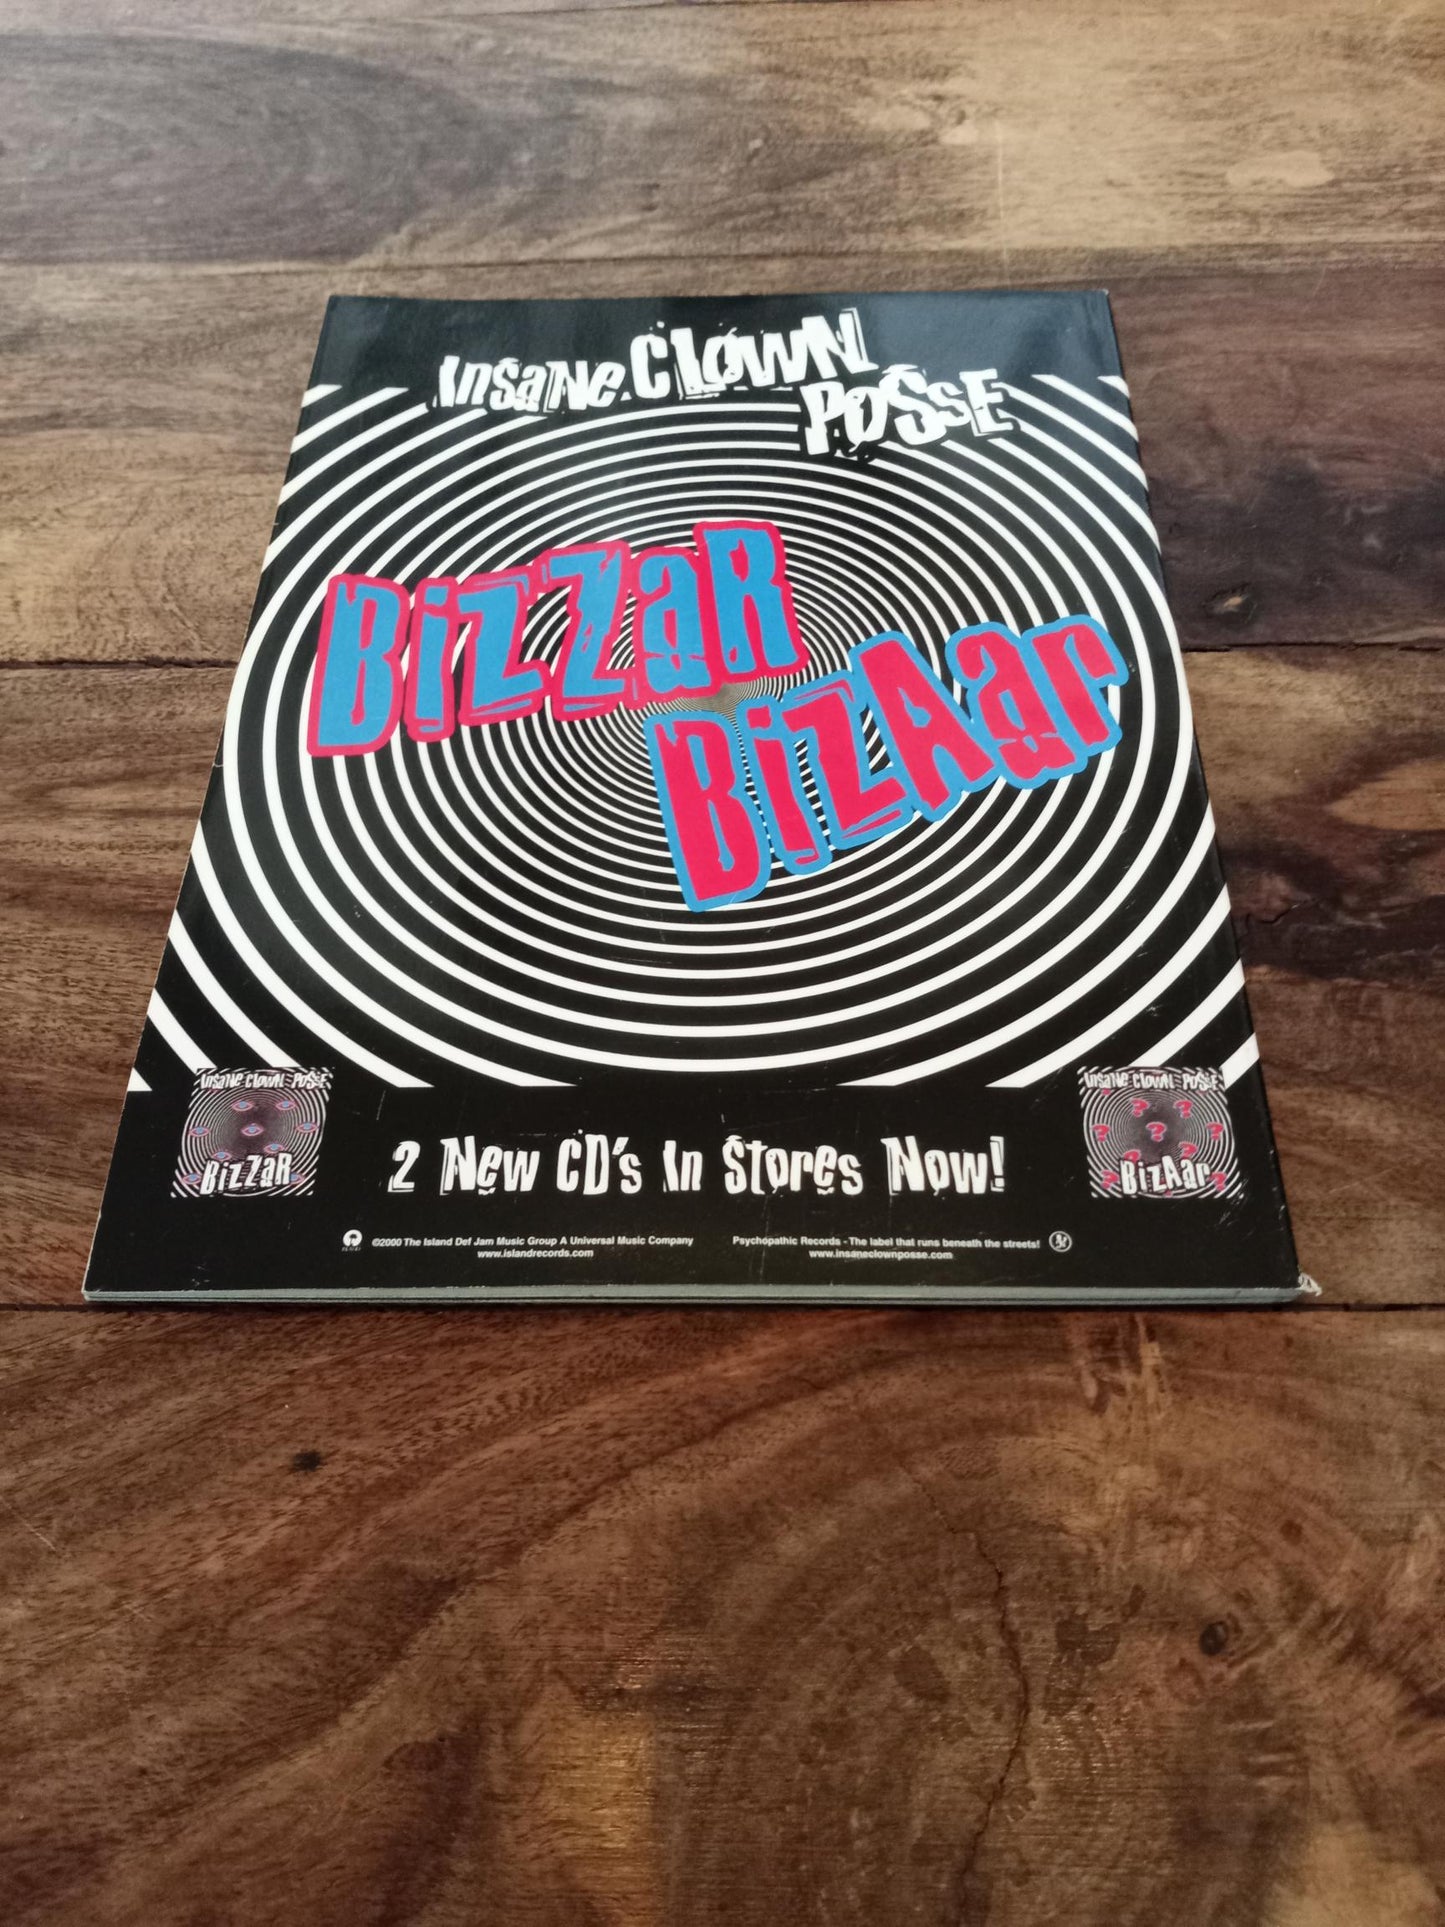 InsaNe ClowN
PoSsE
BizZaR
BizAar
InsaNe ClowN PoSsE
BizZaR
2 New CD's In Stores Now!
InsaNe ClowN PoSsE
BizAar
©2000 The Island Def Jam Music Group A Universal Music Company
www.islandrecords.com
Psychopathic Records - The label that runs beneath the streets!
www.insaneclownposse.com